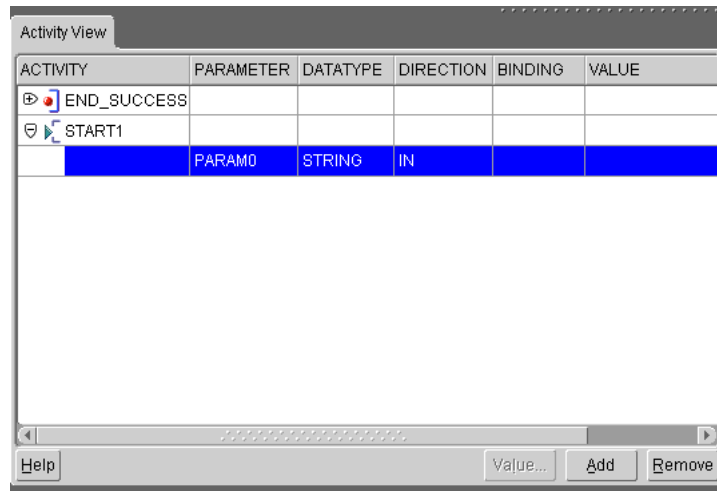 Activity View
ACTIVITY PARAMETER DATATYPE DIRECTION BINDING VALUE
END_SUCCESS
START1
PARAM0 STRING IN
Help Value... Add Remove